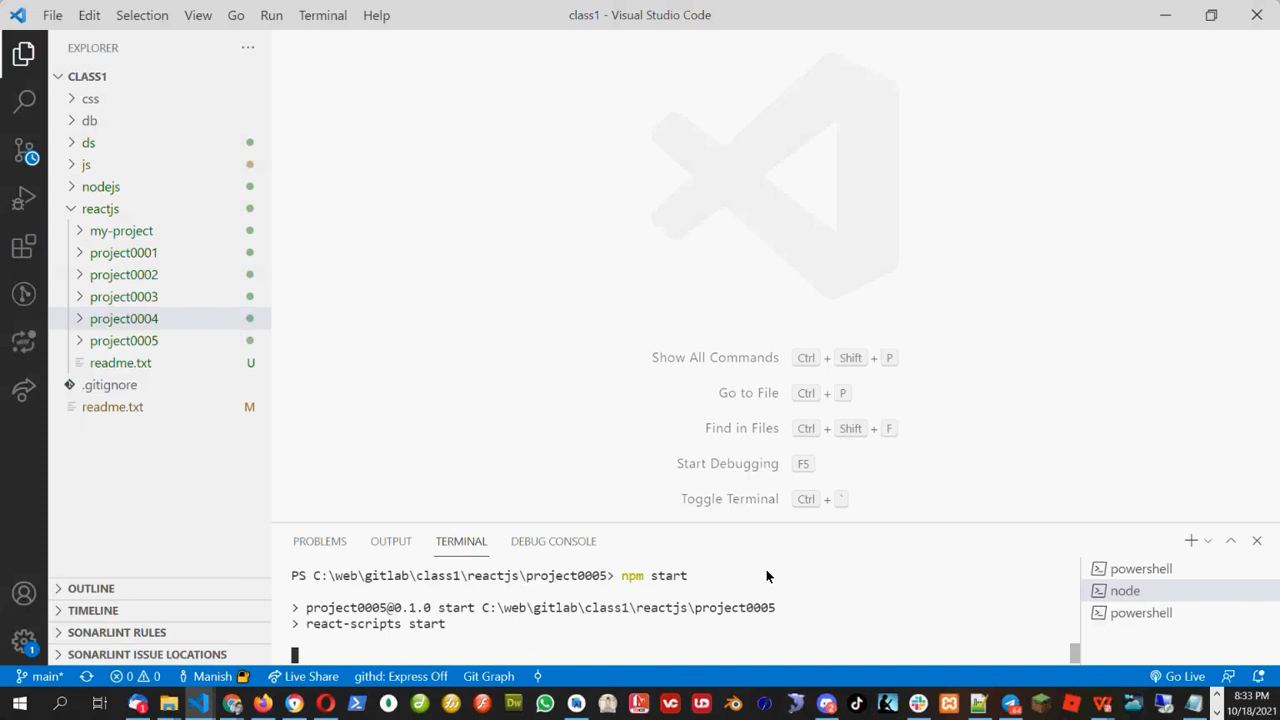 File Edit Selection View Go Run Terminal Help
class1 - Visual Studio Code
EXPLORER
CLASS1
css
db
ds
js
nodejs
reactjs
my-project
project0001
project0002
project0003
project0004
project0005
readme.txt U
.gitignore
readme.txt M
OUTLINE
TIMELINE
SONARLINT RULES
SONARLINT ISSUE LOCATIONS
Show All Commands Ctrl + Shift + P
Go to File Ctrl + P
Find in Files Ctrl + Shift + F
Start Debugging F5
Toggle Terminal Ctrl + `
PROBLEMS OUTPUT TERMINAL DEBUG CONSOLE
PS C:\web\gitlab\class1\reactjs\project0005> npm start
> project0005@0.1.0 start C:\web\gitlab\class1\reactjs\project0005
> react-scripts start
powershell
node
powershell
1
main* 0 0 Manish Live Share githd: Express Off Git Graph Go Live
8:33 PM
10/18/2021